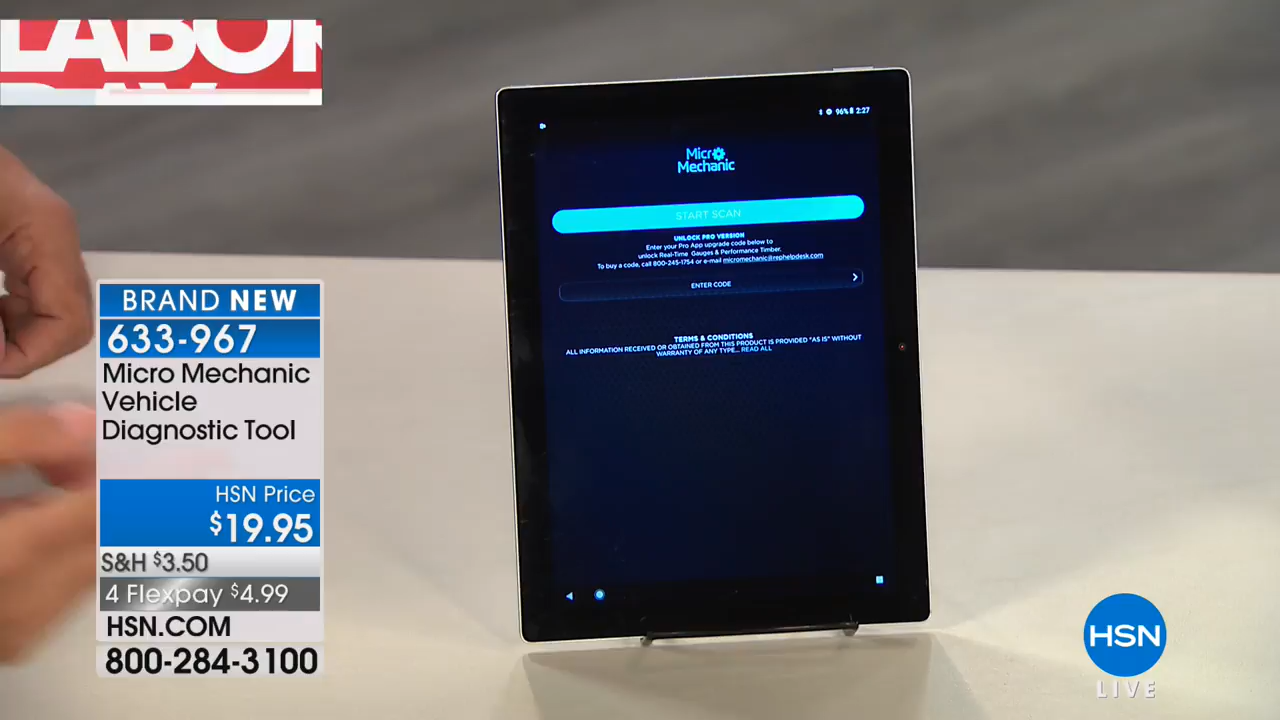 LABOR
DAY
BRAND NEW
633-967
Micro Mechanic
Vehicle
Diagnostic Tool
HSN Price
$19.95
S&H $3.50
4 Flexpay $4.99
HSN.COM
800-284-3100
96% 2:27
Micro
Mechanic
START SCAN
UNLOCK PRO VERSION
Enter your Pro App upgrade code below to
unlock Real-Time Gauges & Performance Timber.
To buy a code, call 800-245-1754 or e-mail micromechanic@rephelpdesk.com
ENTER CODE
TERMS & CONDITIONS
ALL INFORMATION RECEIVED OR OBTAINED FROM THIS PRODUCT IS PROVIDED "AS IS" WITHOUT
WARRANTY OF ANY TYPE... READ ALL
HSN
LIVE